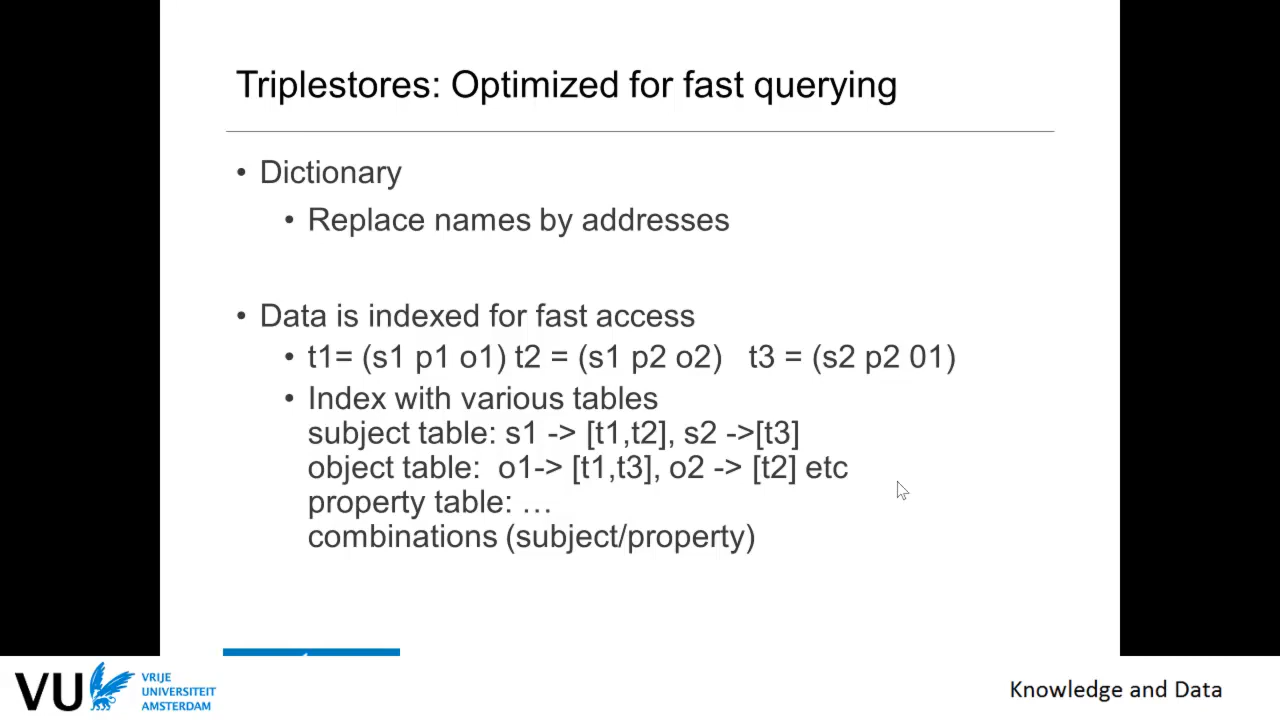 Triplestores: Optimized for fast querying
• Dictionary
• Replace names by addresses
• Data is indexed for fast access
• t1= (s1 p1 o1) t2 = (s1 p2 o2) t3 = (s2 p2 01)
• Index with various tables
subject table: s1 -> [t1,t2], s2 ->[t3]
object table: o1-> [t1,t3], o2 -> [t2] etc
property table: …
combinations (subject/property)
VU
VRIJE
UNIVERSITEIT
AMSTERDAM
Knowledge and Data